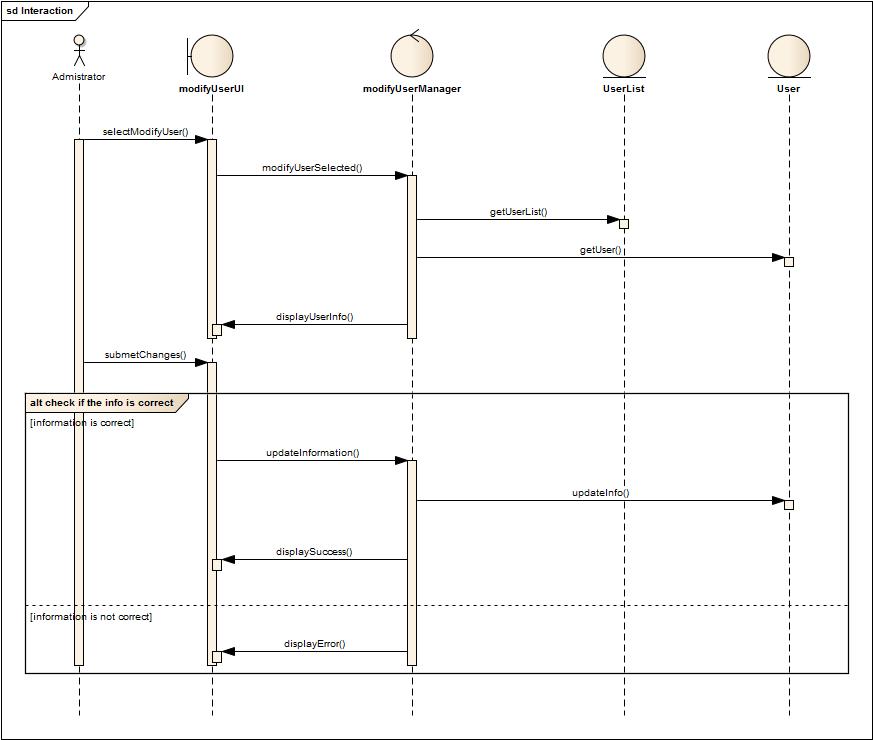 sd Interaction
Admistrator
modifyUserUI
modifyUserManager
UserList
User
selectModifyUser()
modifyUserSelected()
getUserList()
getUser()
displayUserInfo()
submetChanges()
alt check if the info is correct
[information is correct]
updateInformation()
updateInfo()
displaySuccess()
[information is not correct]
displayError()